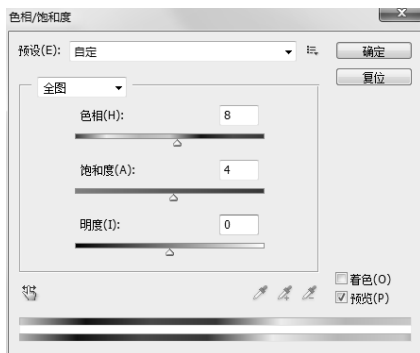 色相/饱和度
预设(E): 自定
确定
复位
全图
色相(H): 8
饱和度(A): 4
明度(I): 0
着色(O)
预览(P)